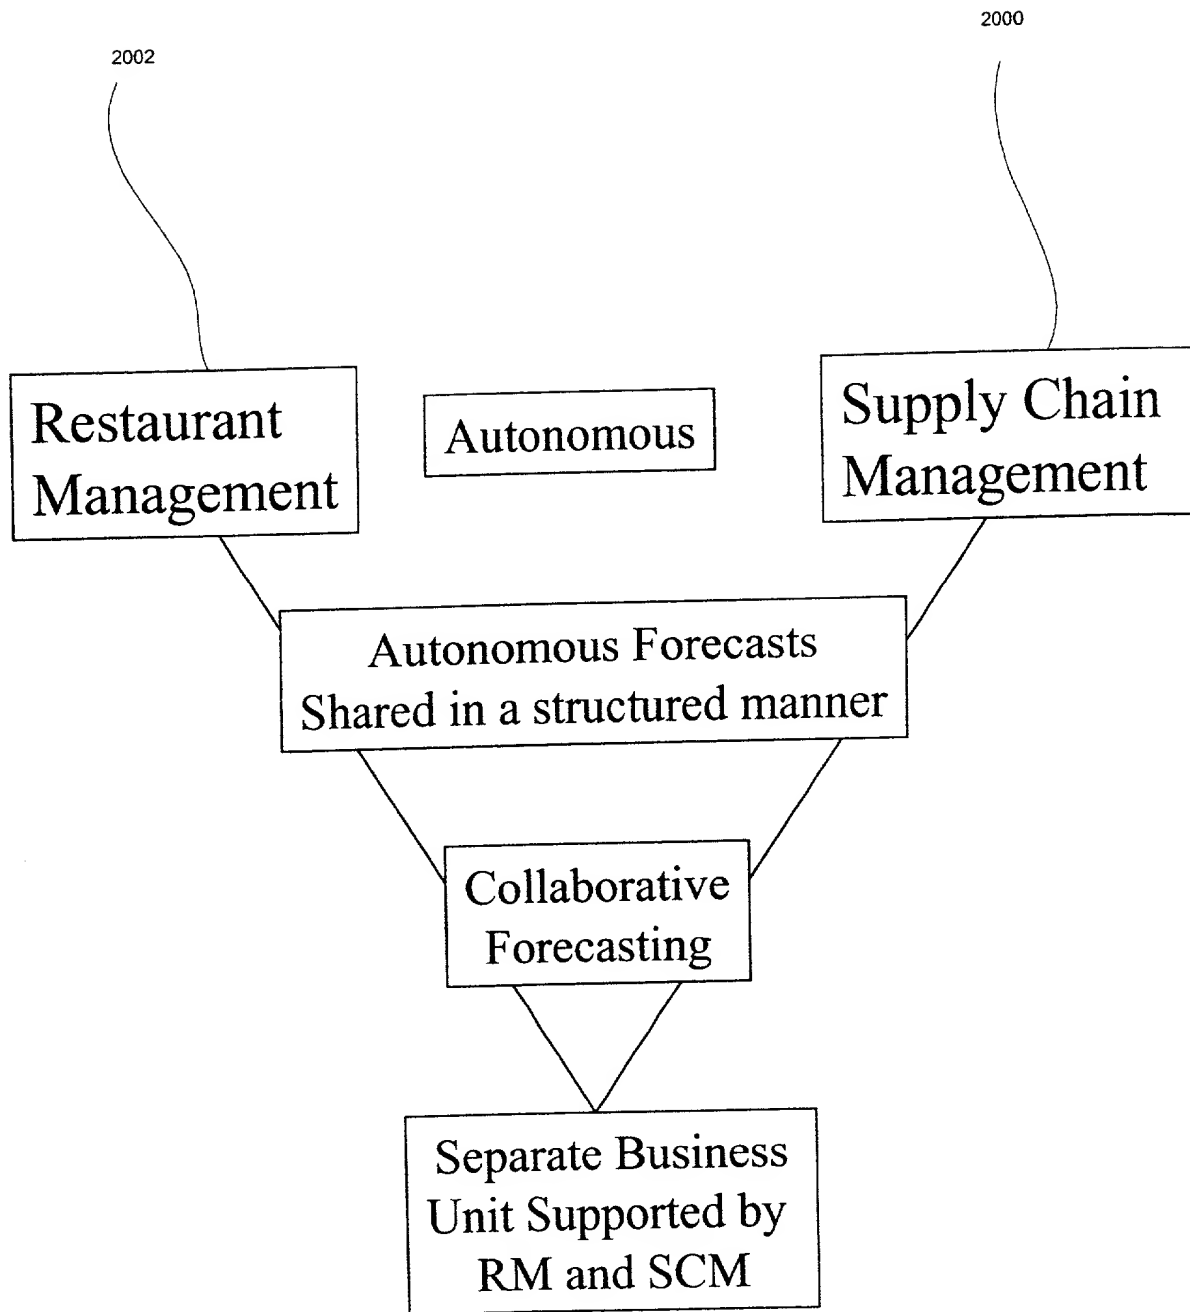 2002
2000
Restaurant
Management
Autonomous
Supply Chain
Management
Autonomous Forecasts
Shared in a structured manner
Collaborative
Forecasting
Separate Business
Unit Supported by
RM and SCM